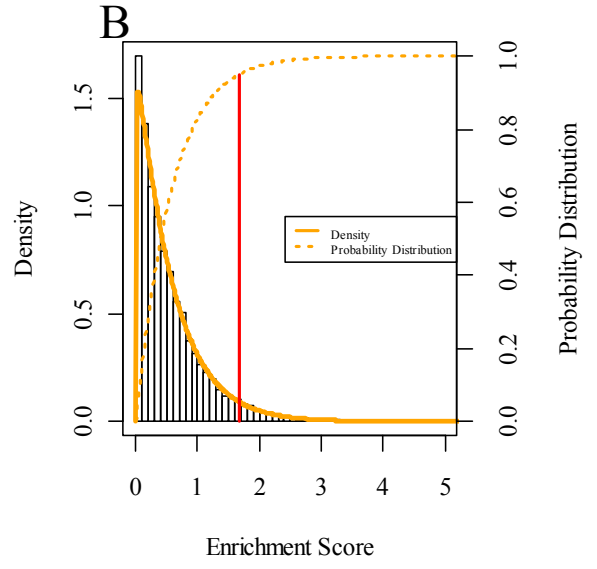 B
Density
0.0
0.5
1.0
1.5
Probability Distribution
0.0
0.2
0.4
0.6
0.8
1.0
Density
Probability Distribution
0 1 2 3 4 5
Enrichment Score